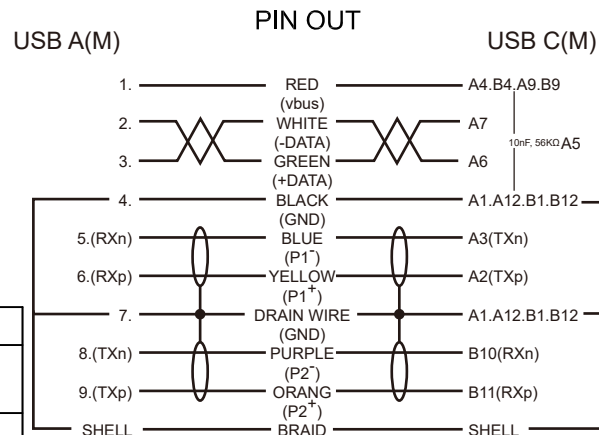 PIN OUT
USB A(M) USB C(M)
1. RED A4.B4.A9.B9
(vbus)
2. WHITE A7
(-DATA) 10nF, 56KΩ A5
3. GREEN A6
(+DATA)
4. BLACK A1.A12.B1.B12
(GND)
5.(RXn) BLUE A3(TXn)
(P1-)
6.(RXp) YELLOW A2(TXp)
(P1+)
7. DRAIN WIRE A1.A12.B1.B12
(GND)
8.(TXn) PURPLE B10(RXn)
(P2-)
9.(TXp) ORANG B11(RXp)
(P2+)
SHELL BRAID SHELL